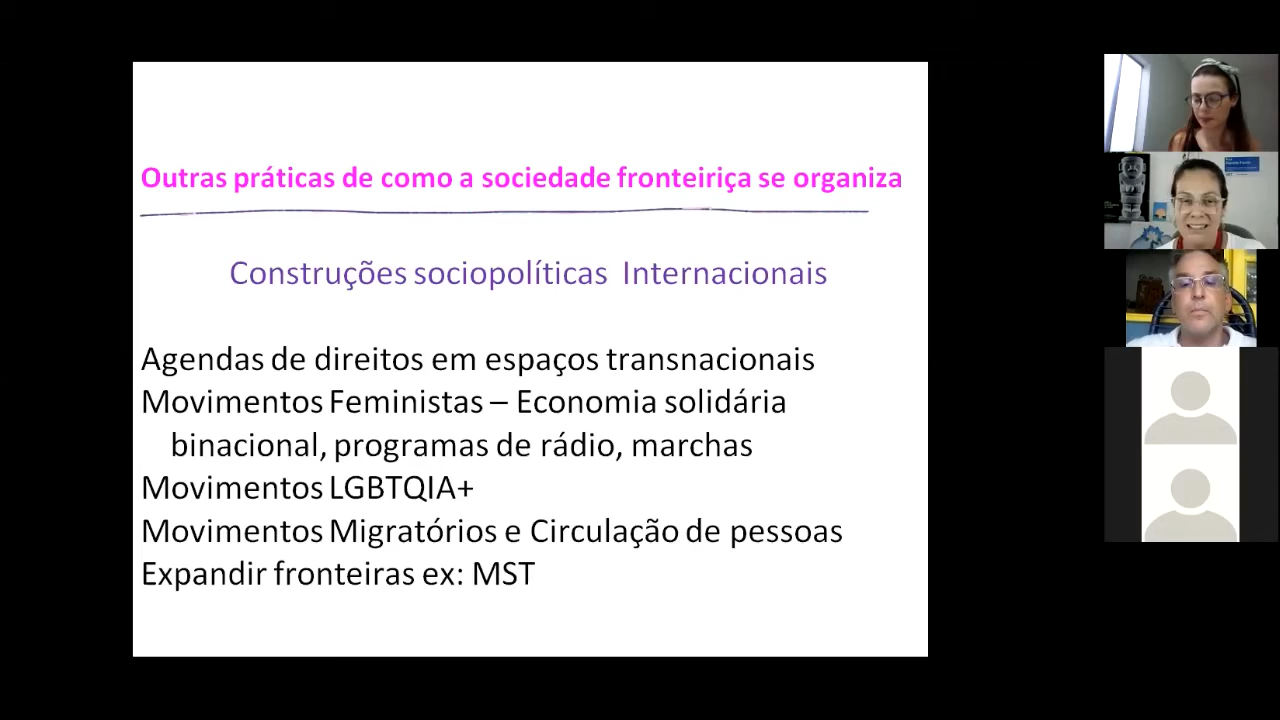 Outras práticas de como a sociedade fronteiriça se organiza
Construções sociopolíticas Internacionais
Agendas de direitos em espaços transnacionais
Movimentos Feministas – Economia solidária
binacional, programas de rádio, marchas
Movimentos LGBTQIA+
Movimentos Migratórios e Circulação de pessoas
Expandir fronteiras ex: MST